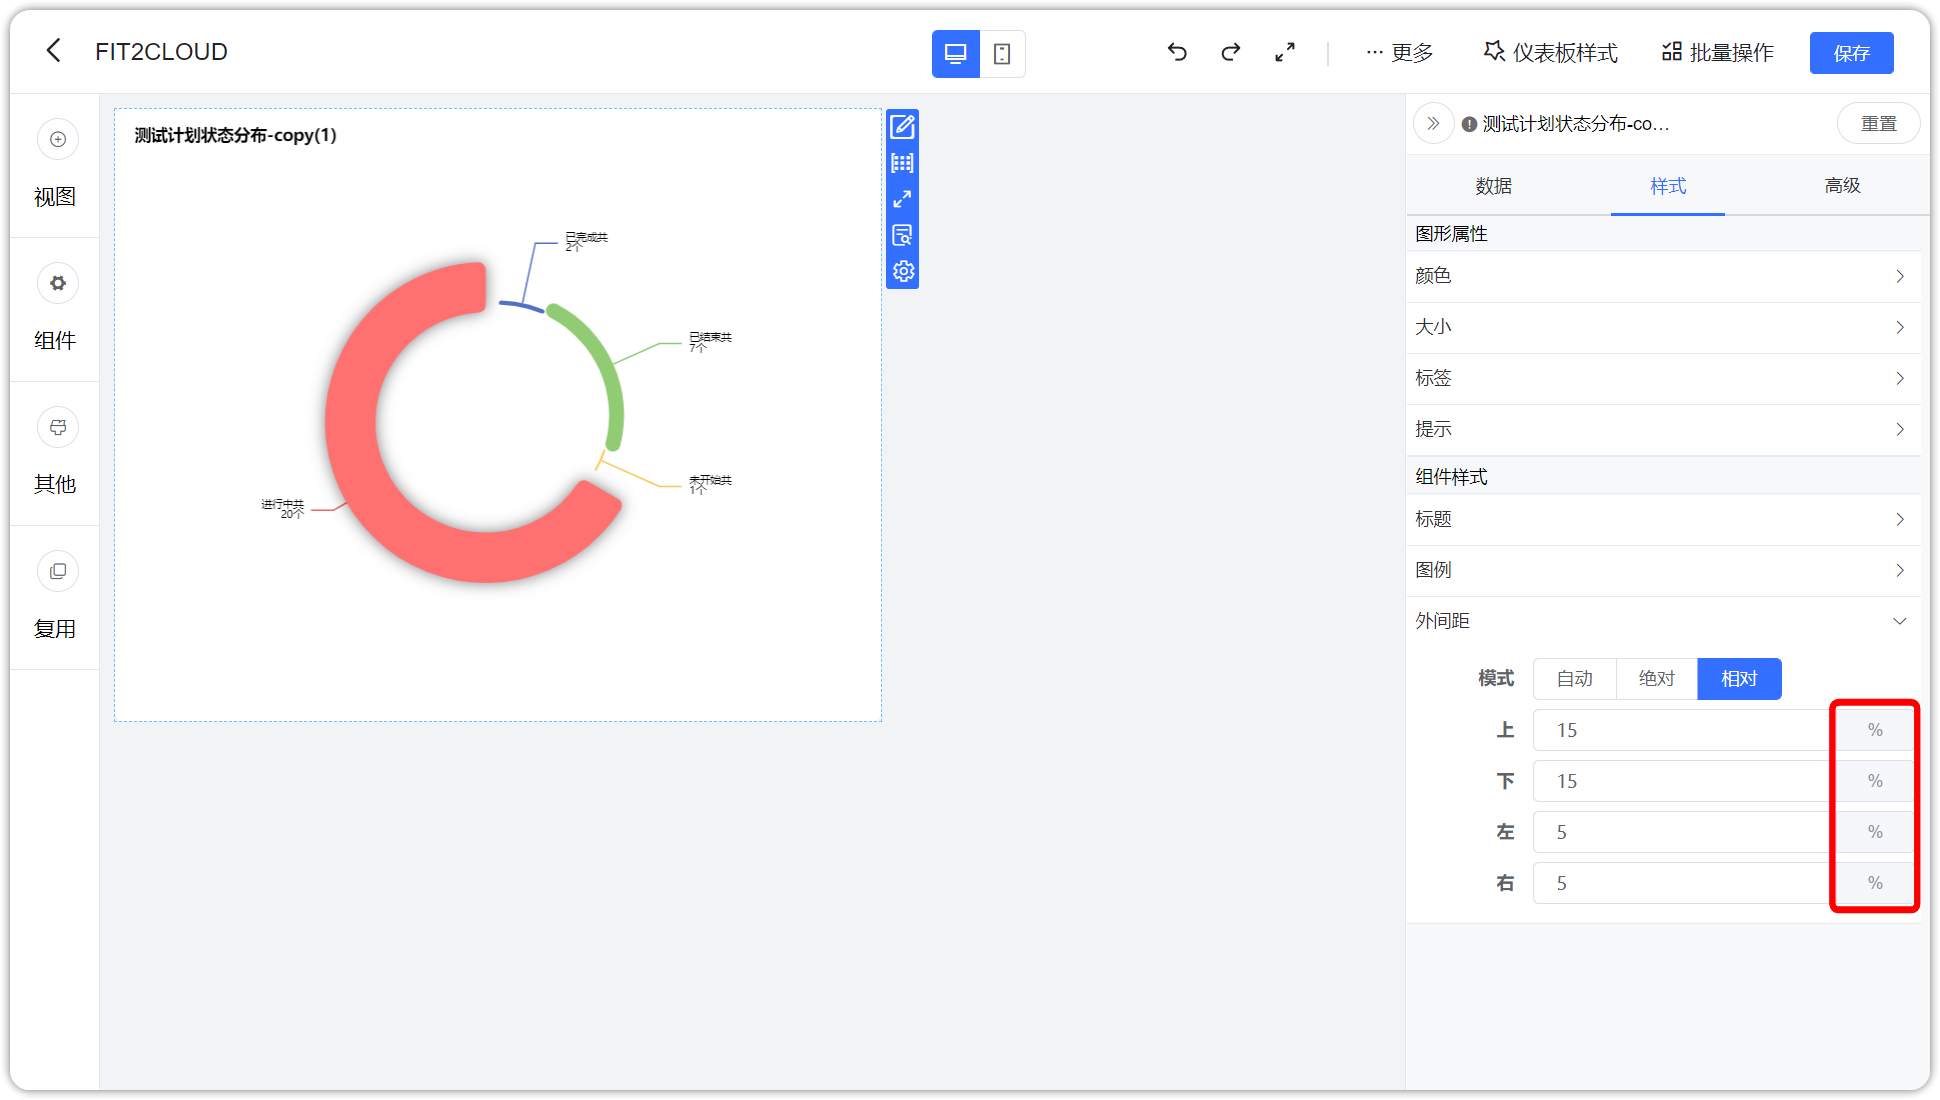 FIT2CLOUD
更多
仪表板样式
批量操作
保存
视图
组件
其他
复用
测试计划状态分布-copy(1)
已完成共
2个
已结束共
7个
未开始共
1个
进行中共
20个
测试计划状态分布-co...
重置
数据
样式
高级
图形属性
颜色
大小
标签
提示
组件样式
标题
图例
外间距
模式 自动 绝对 相对
上 15 %
下 15 %
左 5 %
右 5 %